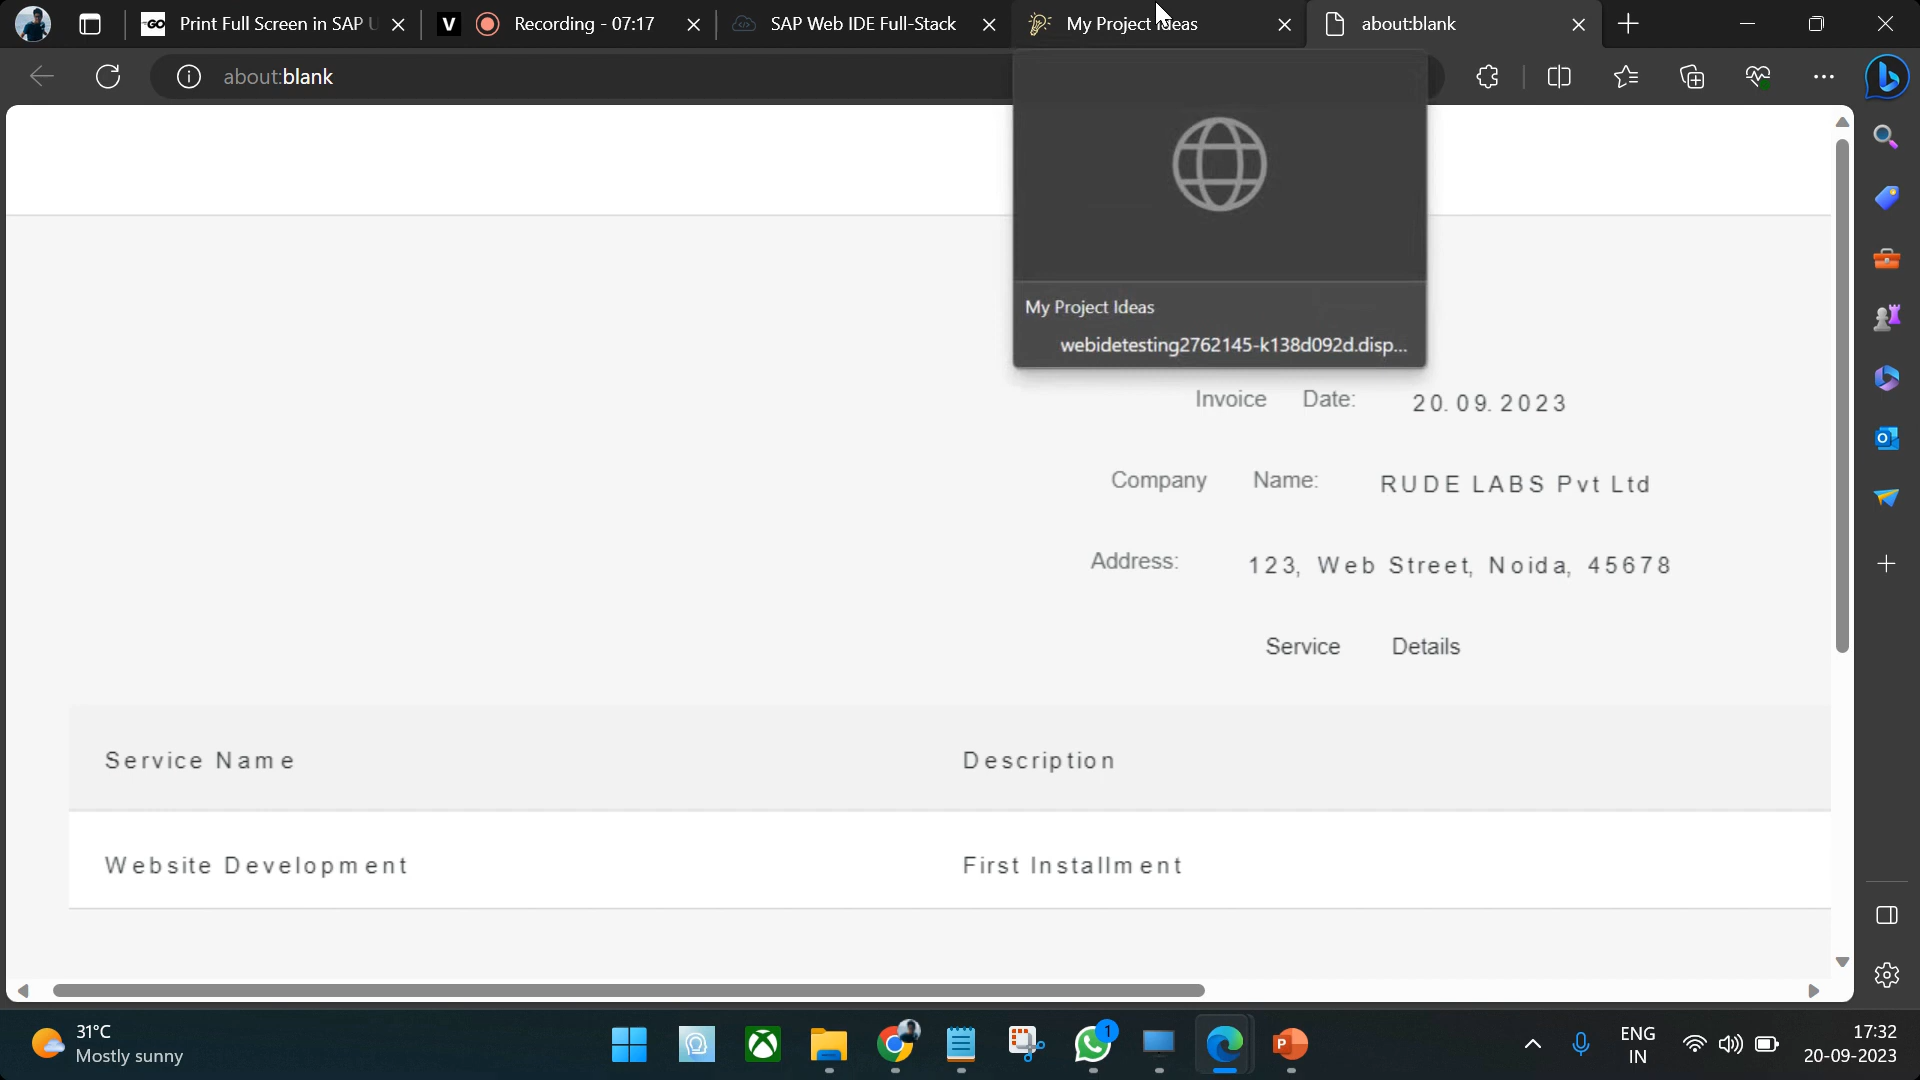 Print Full Screen in SAP U
Recording - 07:17
SAP Web IDE Full-Stack
My Project Ideas
about:blank
about:blank
My Project Ideas
webidetesting2762145-k138d092d.disp...
Invoice Date: 20.09.2023
Company Name: RUDE LABS Pvt Ltd
Address: 123, Web Street, Noida, 45678
Service Details
Service Name Description
Website Development First Installment
31°C
Mostly sunny
1
ENG
IN
17:32
20-09-2023